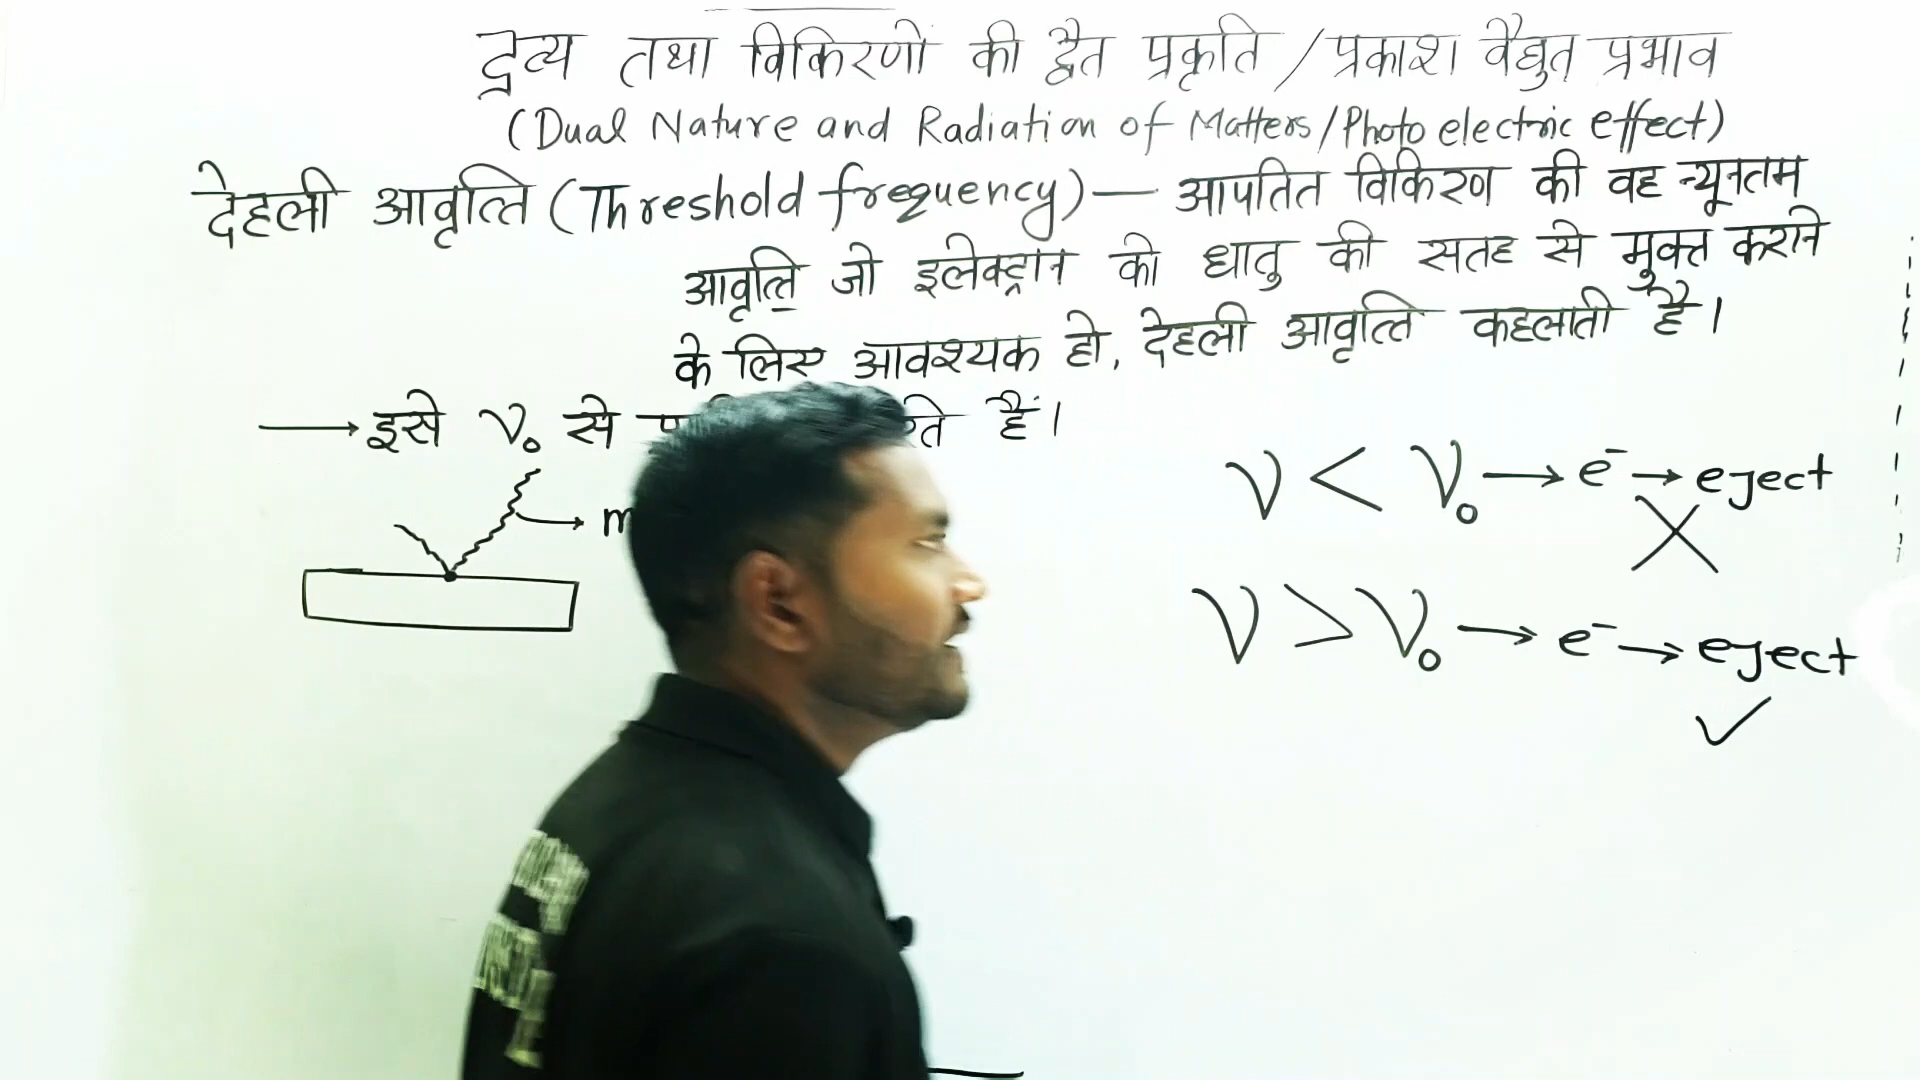 द्रव्य तथा विकिरणों की द्वैत प्रकृति / प्रकाश वैद्युत प्रभाव
(Dual Nature and Radiation of Matters/Photo electric effect)
देहली आवृत्ति (Threshold frequency) — आपतित विकिरण की वह न्यूनतम
आवृत्ति जो इलेक्ट्रान को धातु की सतह से मुक्त कराने
के लिए आवश्यक हो, देहली आवृत्ति कहलाती है।
→ इसे ν₀ से हैं।
ν < ν₀ → e⁻ → eject
✗
ν > ν₀ → e⁻ → eject
✓